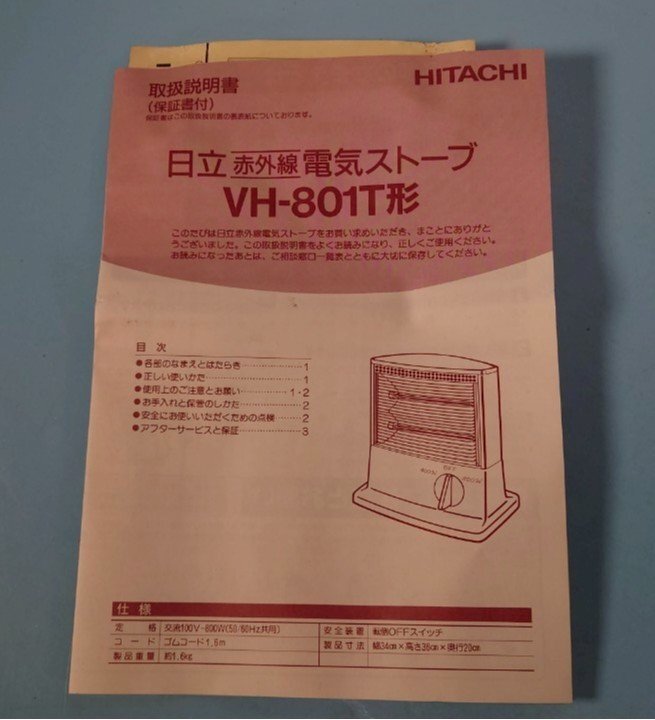 取扱説明書
HITACHI
(保証書付)
保証書はこの取扱説明書の裏表紙についております。
日立 赤外線 電気ストーブ
VH-801T形
このたびは日立赤外線電気ストーブをお買い求めいただき、まことにありがと
うございました。この取扱説明書をよくお読みになり、正しくご使用ください。
お読みになったあとは、ご相談窓口一覧表とともに大切に保存してください。
目 次
●各部のなまえとはたらき……………1
●正しい使いかた……………1
●使用上のご注意とお願い……………1・2
●お手入れと保管のしかた……………2
●安全にお使いいただくための点検……………2
●アフターサービスと保証……………3
400W OFF 800W
仕 様
定 格 交流100V-800W(50/60Hz共用) 安全装置 転倒OFFスイッチ
コ ー ド ゴムコード1.6m 製品寸法 幅34cm×高さ36cm×奥行20cm
製品重量 約1.6kg